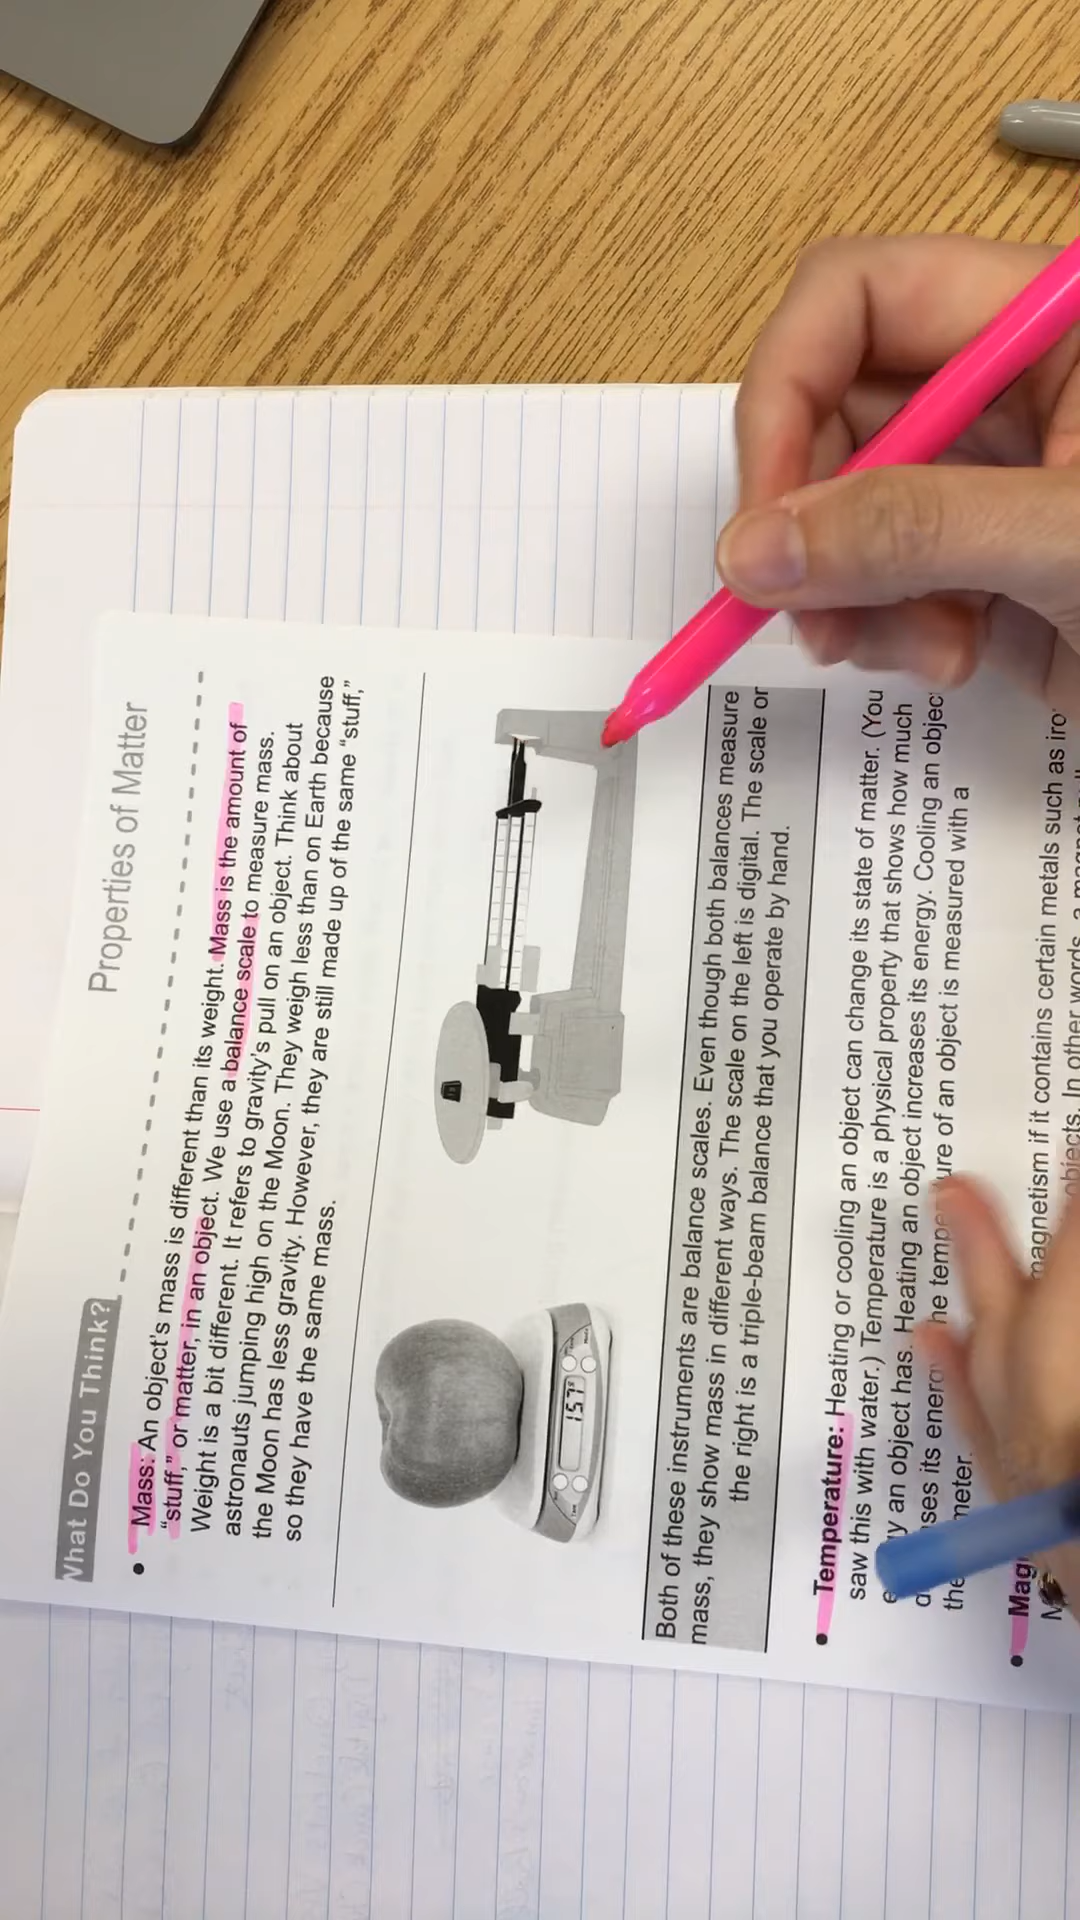 What Do You Think?
Properties of Matter
• Mass: An object's mass is different than its weight. Mass is the amount of
"stuff," or matter, in an object. We use a balance scale to measure mass.
Weight is a bit different. It refers to gravity's pull on an object. Think about
astronauts jumping high on the Moon. They weigh less than on Earth because
the Moon has less gravity. However, they are still made up of the same "stuff,"
so they have the same mass.
157
Both of these instruments are balance scales. Even though both balances measure
mass, they show mass in different ways. The scale on the left is digital. The scale on
the right is a triple-beam balance that you operate by hand.
• Temperature: Heating or cooling an object can change its state of matter. (You
saw this with water.) Temperature is a physical property that shows how much
an object has. Heating an object increases its energy. Cooling an object
its energy of an object is measured with a
magnetism if it contains certain metals such as
objects. In other words, a magnet